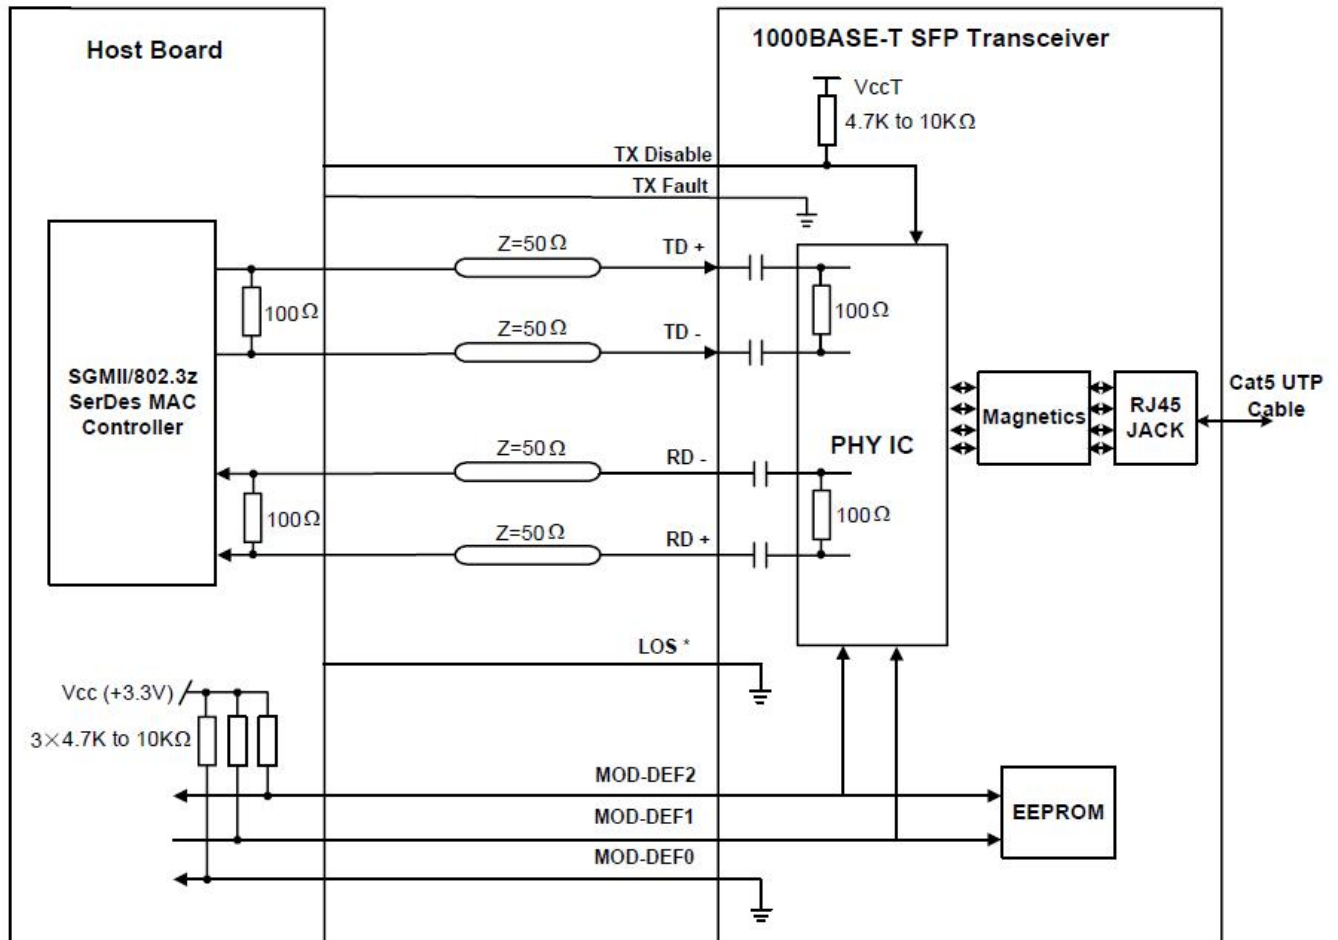 Host Board
1000BASE-T SFP Transceiver
VccT
4.7K to 10KΩ
TX Disable
TX Fault
Z=50Ω
TD +
100Ω
100Ω
Z=50Ω
TD -
SGMII/802.3z
SerDes MAC
Controller
Magnetics
RJ45
JACK
Cat5 UTP
Cable
PHY IC
Z=50Ω
RD -
100Ω
100Ω
Z=50Ω
RD +
LOS *
Vcc (+3.3V)
3×4.7K to 10KΩ
MOD-DEF2
MOD-DEF1
MOD-DEF0
EEPROM